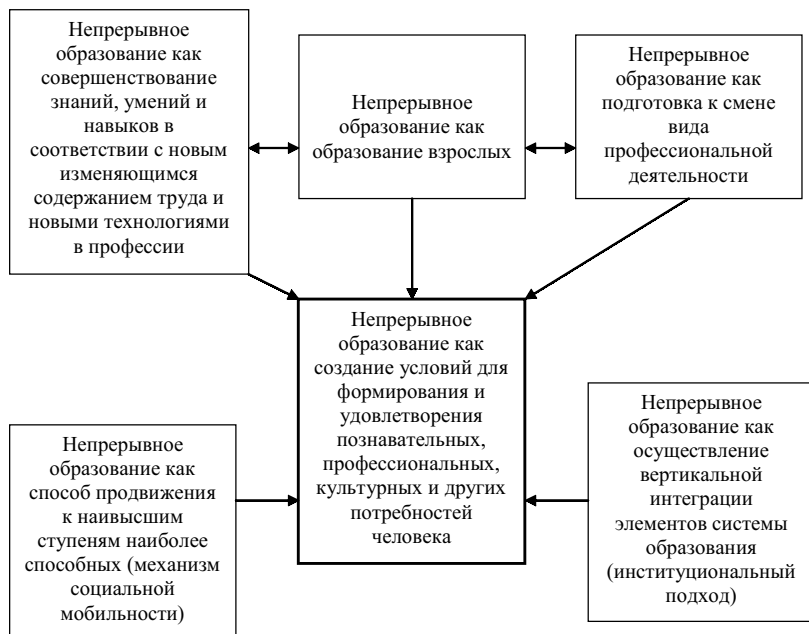 Непрерывное
образование как
совершенствование
знаний, умений и
навыков в
соответствии с новым
изменяющимся
содержанием труда и
новыми технологиями
в профессии
Непрерывное
образование как
образование взрослых
Непрерывное
образование как
подготовка к смене
вида
профессиональной
деятельности
Непрерывное
образование как
создание условий для
формирования и
удовлетворения
познавательных,
профессиональных,
культурных и других
потребностей
человека
Непрерывное
образование как
способ продвижения
к наивысшим
ступеням наиболее
способных (механизм
социальной
мобильности)
Непрерывное
образование как
осуществление
вертикальной
интеграции
элементов системы
образования
(институциональный
подход)